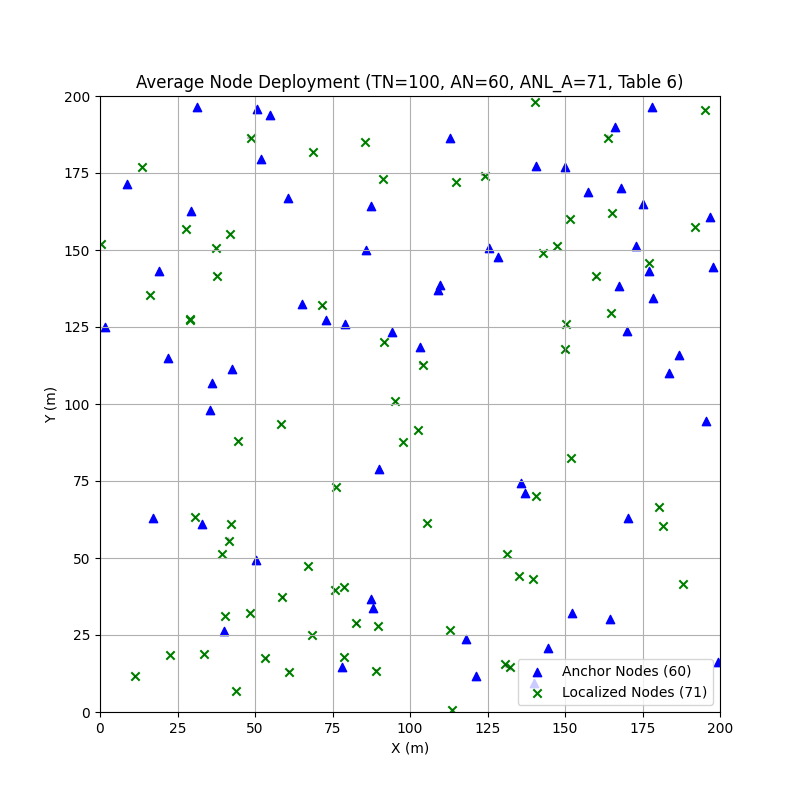 Average Node Deployment (TN=100, AN=60, ANL_A=71, Table 6)
200
175
150
125
100
75
50
25
0
Y (m)
Anchor Nodes (60)
Localized Nodes (71)
0 25 50 75 100 125 150 175 200
X (m)